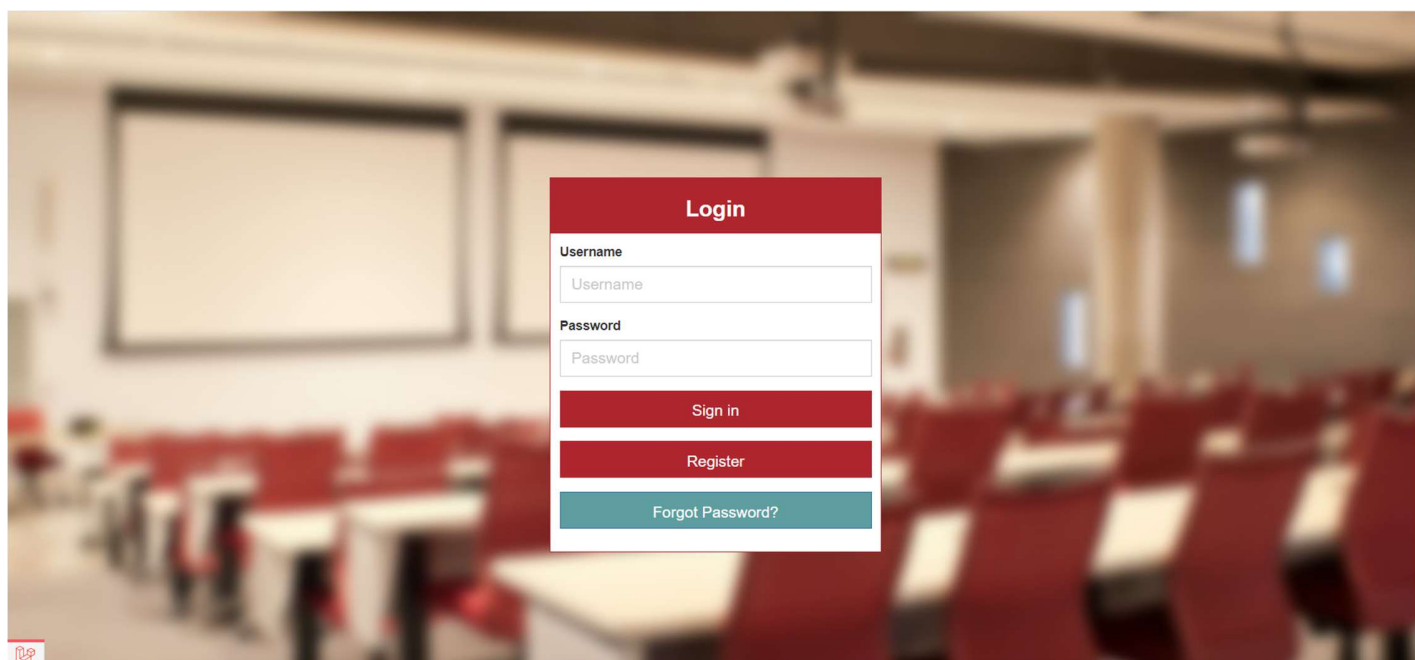 Login
Username
Username
Password
Password
Sign in
Register
Forgot Password?